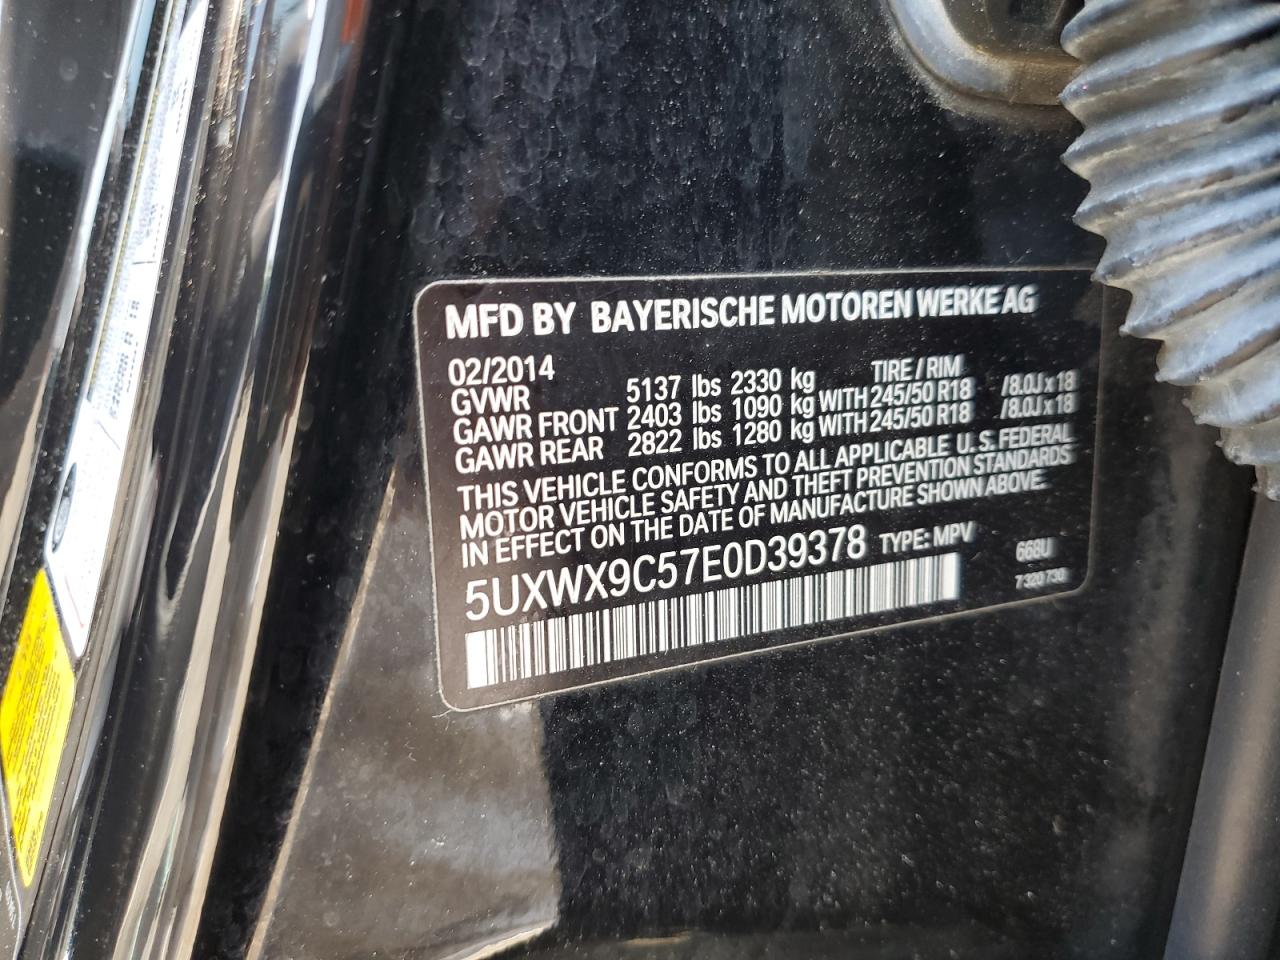 MFD BY BAYERISCHE MOTOREN WERKE AG
02/2014 TIRE / RIM
GVWR 5137 lbs 2330 kg
GAWR FRONT 2403 lbs 1090 kg WITH 245/50 R18 /8.0J x 18
GAWR REAR 2822 lbs 1280 kg WITH 245/50 R18 /8.0J x 18
THIS VEHICLE CONFORMS TO ALL APPLICABLE U.S. FEDERAL
MOTOR VEHICLE SAFETY AND THEFT PREVENTION STANDARDS
IN EFFECT ON THE DATE OF MANUFACTURE SHOWN ABOVE.
5UXWX9C57E0D39378 TYPE: MPV 668U
7 320 730